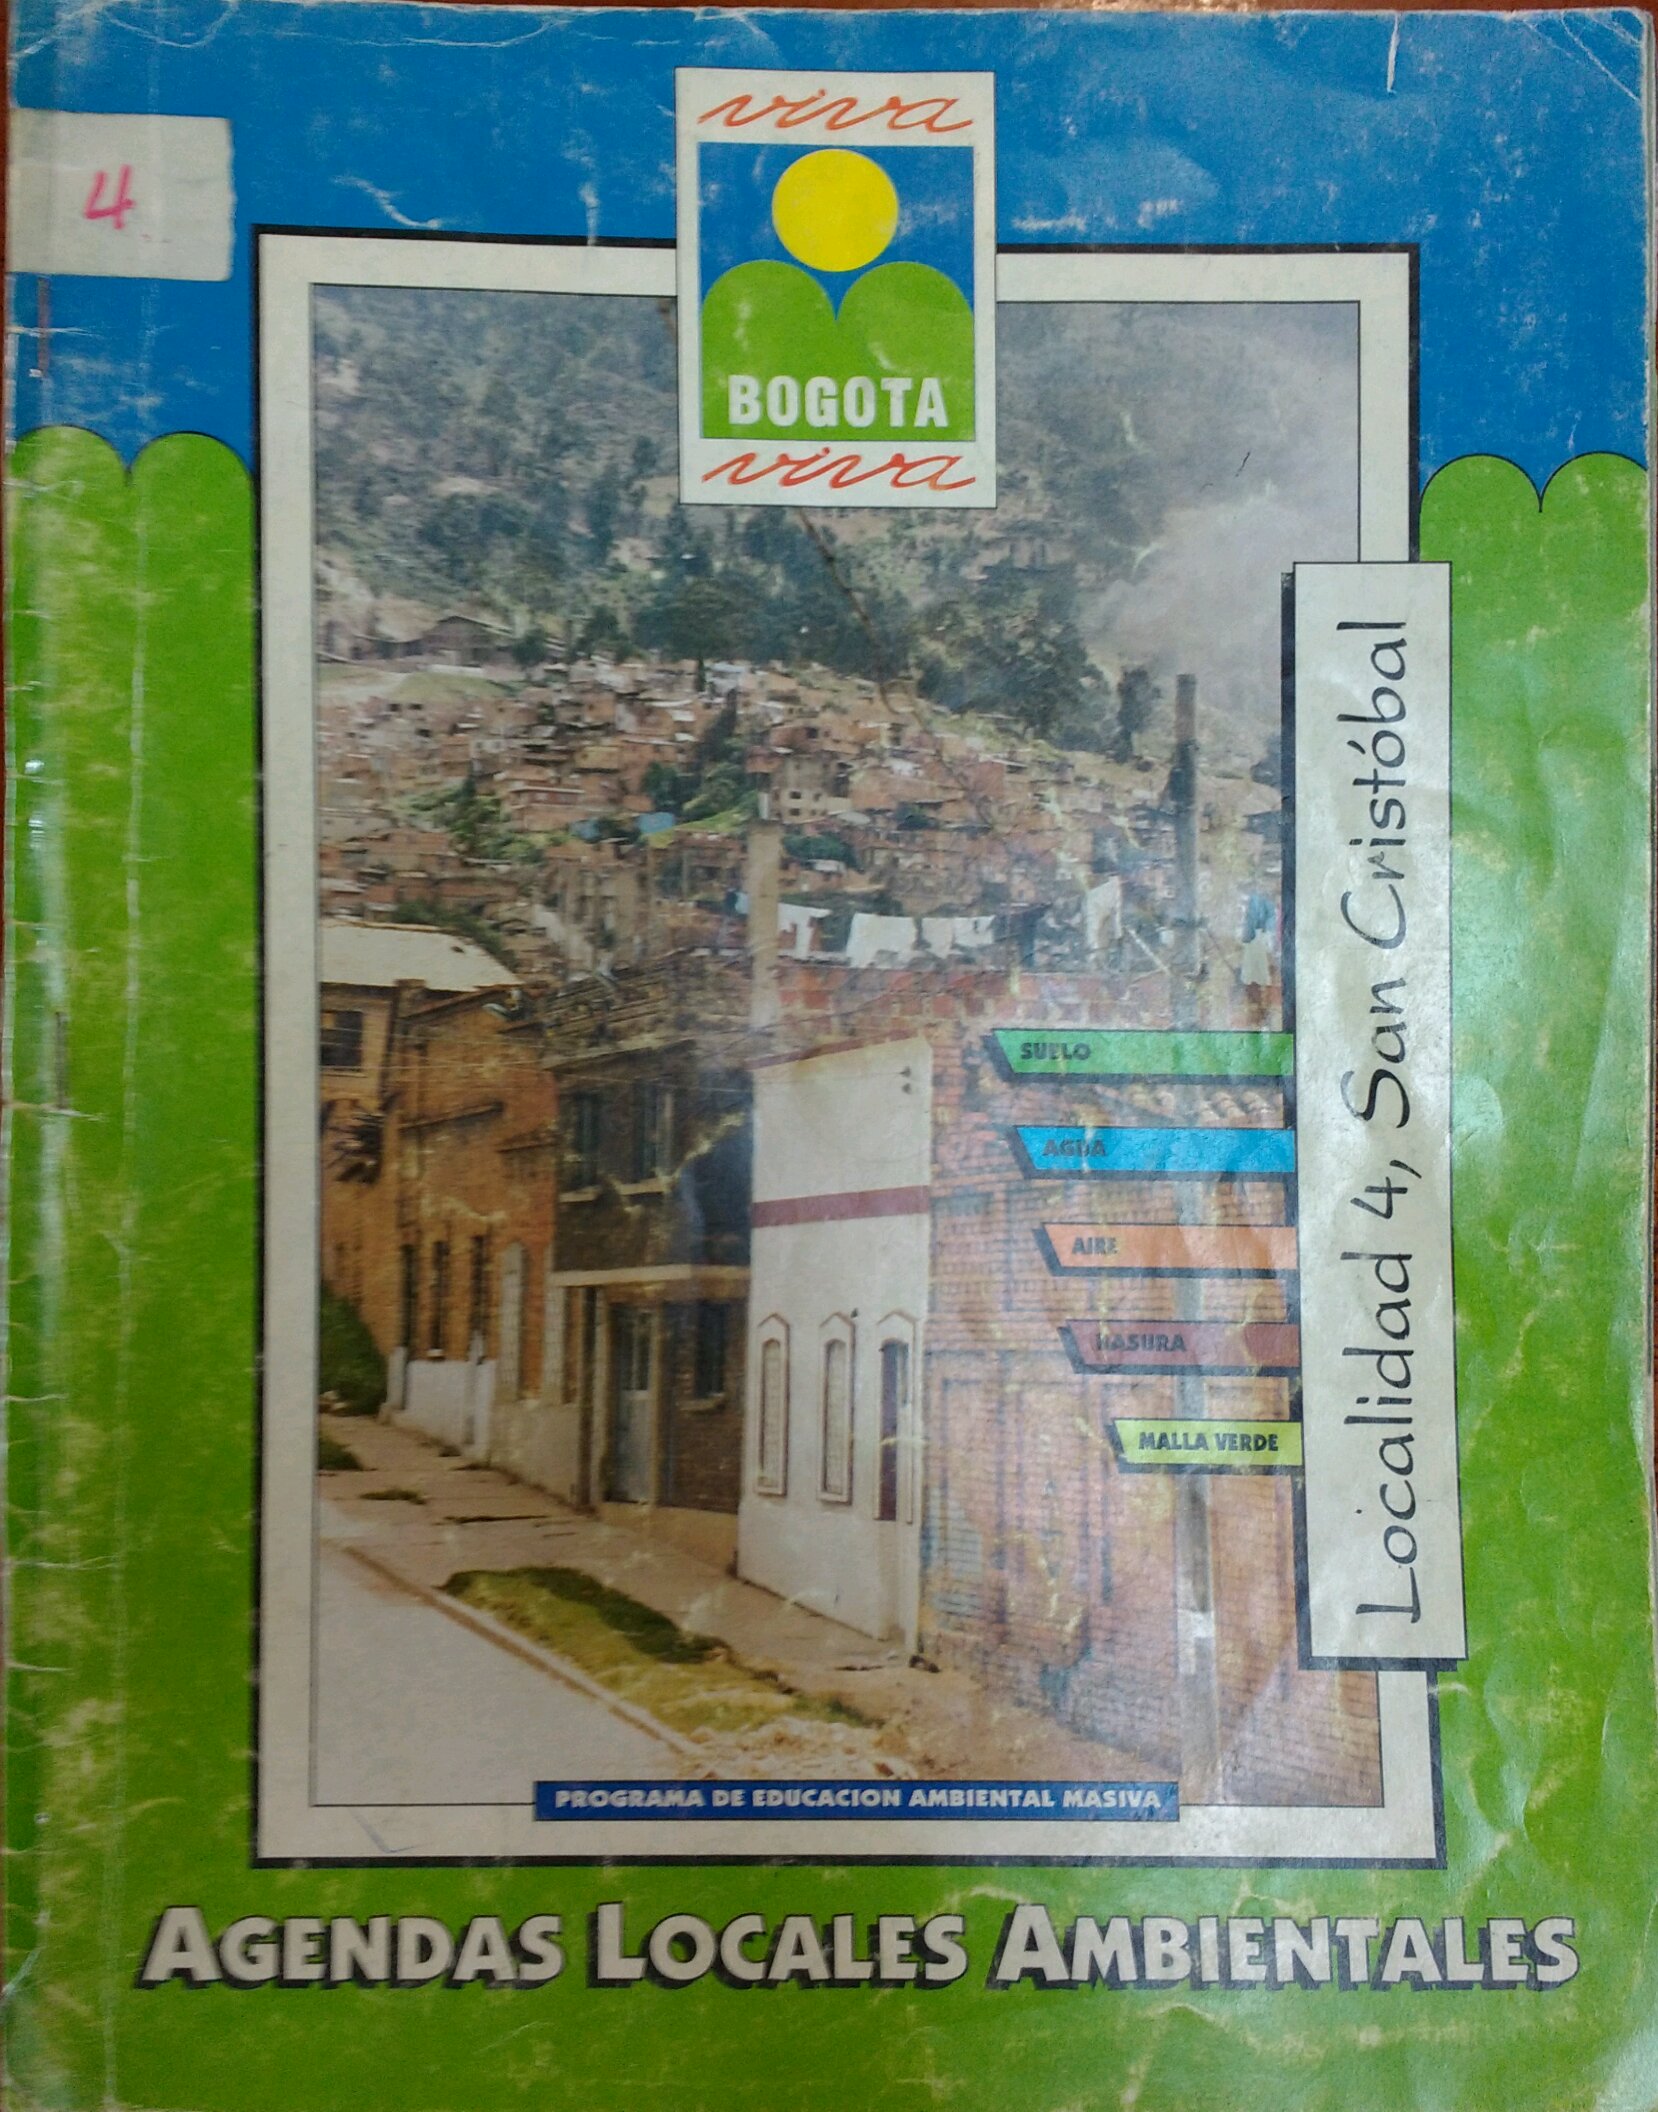 viva
4
BOGOTA
viva
Localidad 4, San Cristóbal
SUELO
AGUA
AIRE
BASURA
MALLA VERDE
PROGRAMA DE EDUCACION AMBIENTAL MASIVA
AGENDAS LOCALES AMBIENTALES